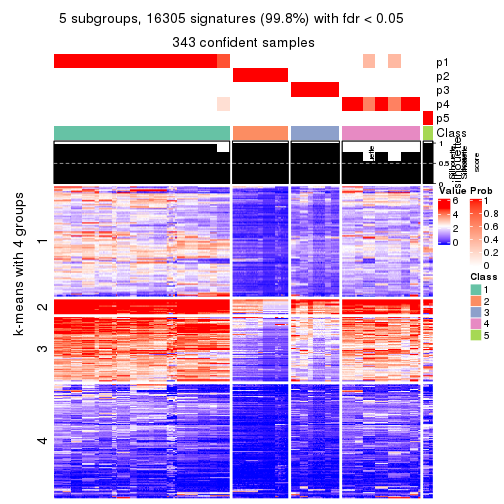 5 subgroups, 16305 signatures (99.8%) with fdr < 0.05
343 confident samples
p1
p2
p3
p4
p5
Class
1
0.5
0
silhouette
score
Value
6
4
2
0
Prob
1
0.8
0.6
0.4
0.2
0
Class
1
2
3
4
5
k-means with 4 groups
1
2
3
4